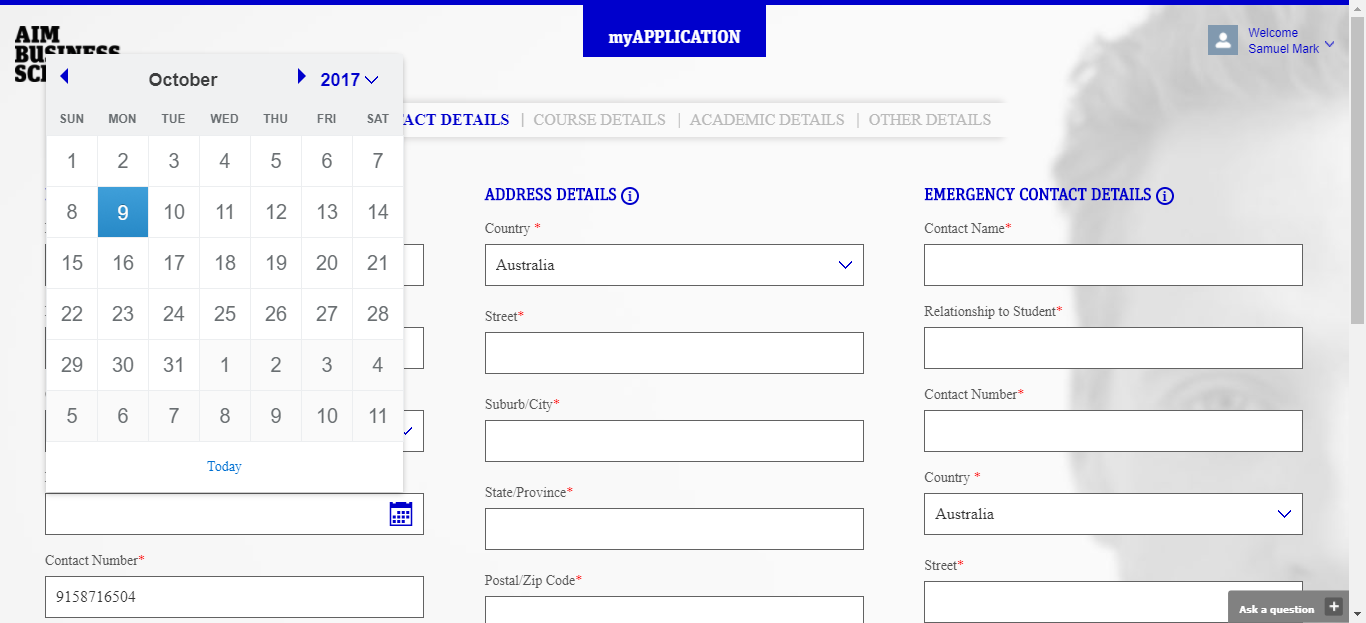 AIM
BUSINESS
myAPPLICATION
Welcome
Samuel Mark
October
2017
SUN MON TUE WED THU FRI SAT
1 2 3 4 5 6 7
8 9 10 11 12 13 14
15 16 17 18 19 20 21
22 23 24 25 26 27 28
29 30 31 1 2 3 4
5 6 7 8 9 10 11
Today
DETAILS | COURSE DETAILS | ACADEMIC DETAILS | OTHER DETAILS
Contact Number*
9158716504
ADDRESS DETAILS i
Country *
Australia
Street*
Suburb/City*
State/Province*
Postal/Zip Code*
EMERGENCY CONTACT DETAILS i
Contact Name*
Relationship to Student*
Contact Number*
Country *
Australia
Street*
Ask a question +